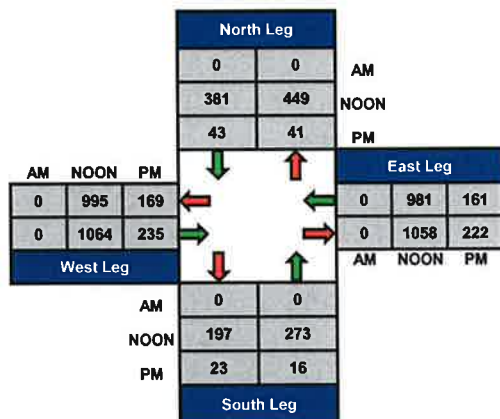 North Leg
0 0 AM
381 449 NOON
43 41 PM
AM NOON PM
East Leg
0 995 169
0 981 161
0 1064 235
0 1058 222
West Leg
AM NOON PM
AM 0 0
NOON 197 273
PM 23 16
South Leg